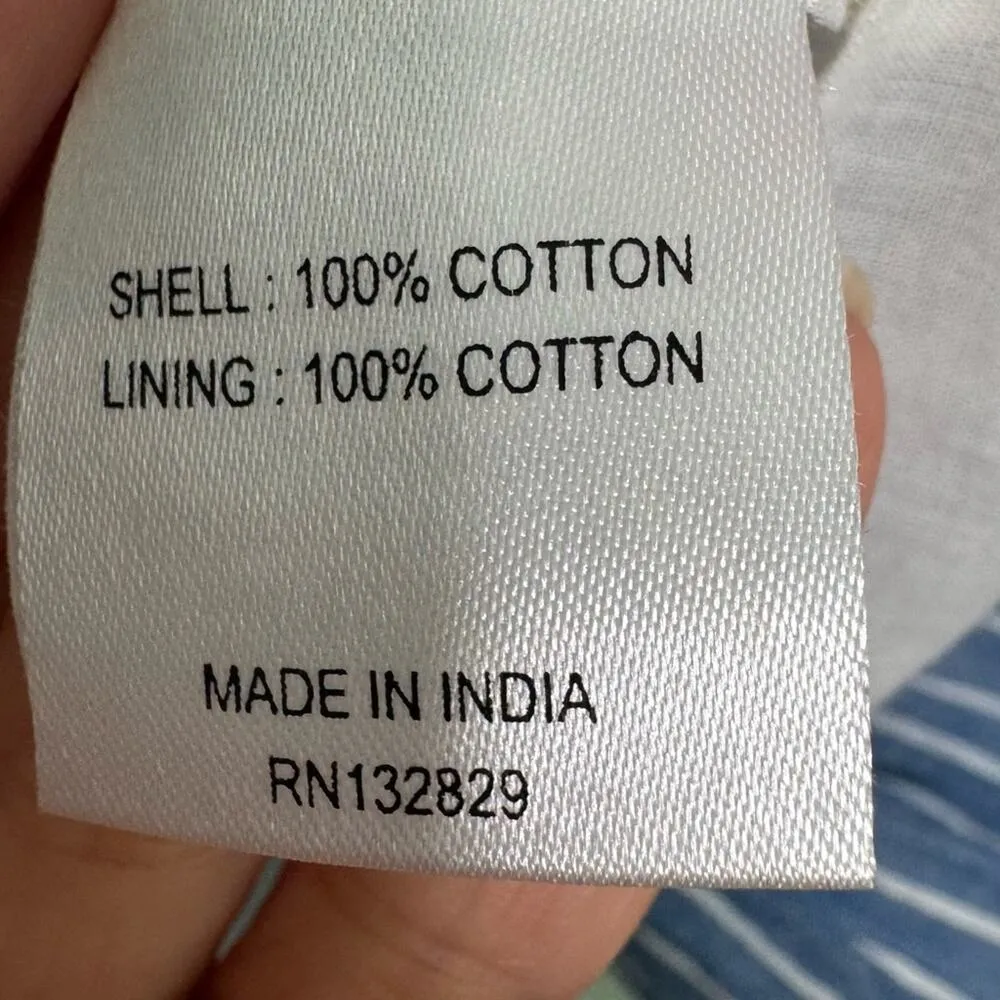 SHELL : 100% COTTON
LINING : 100% COTTON
MADE IN INDIA
RN132829